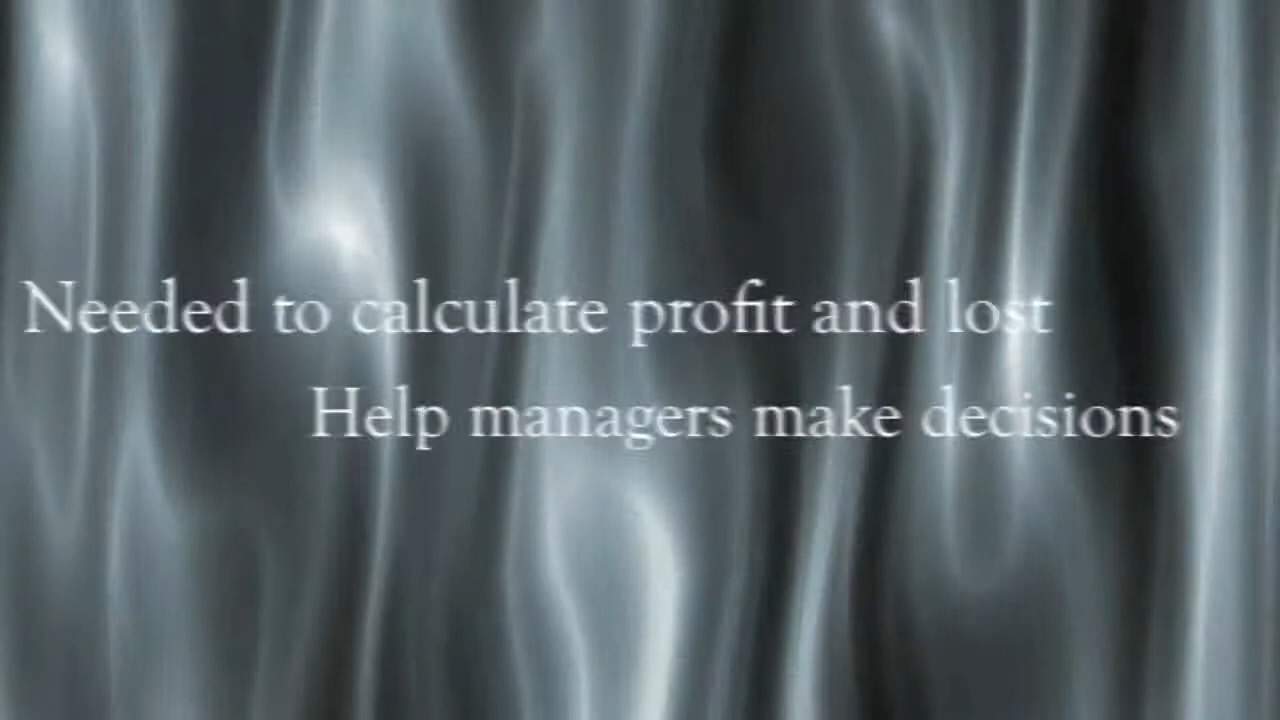 Needed to calculate profit and lost
Help managers make decisions